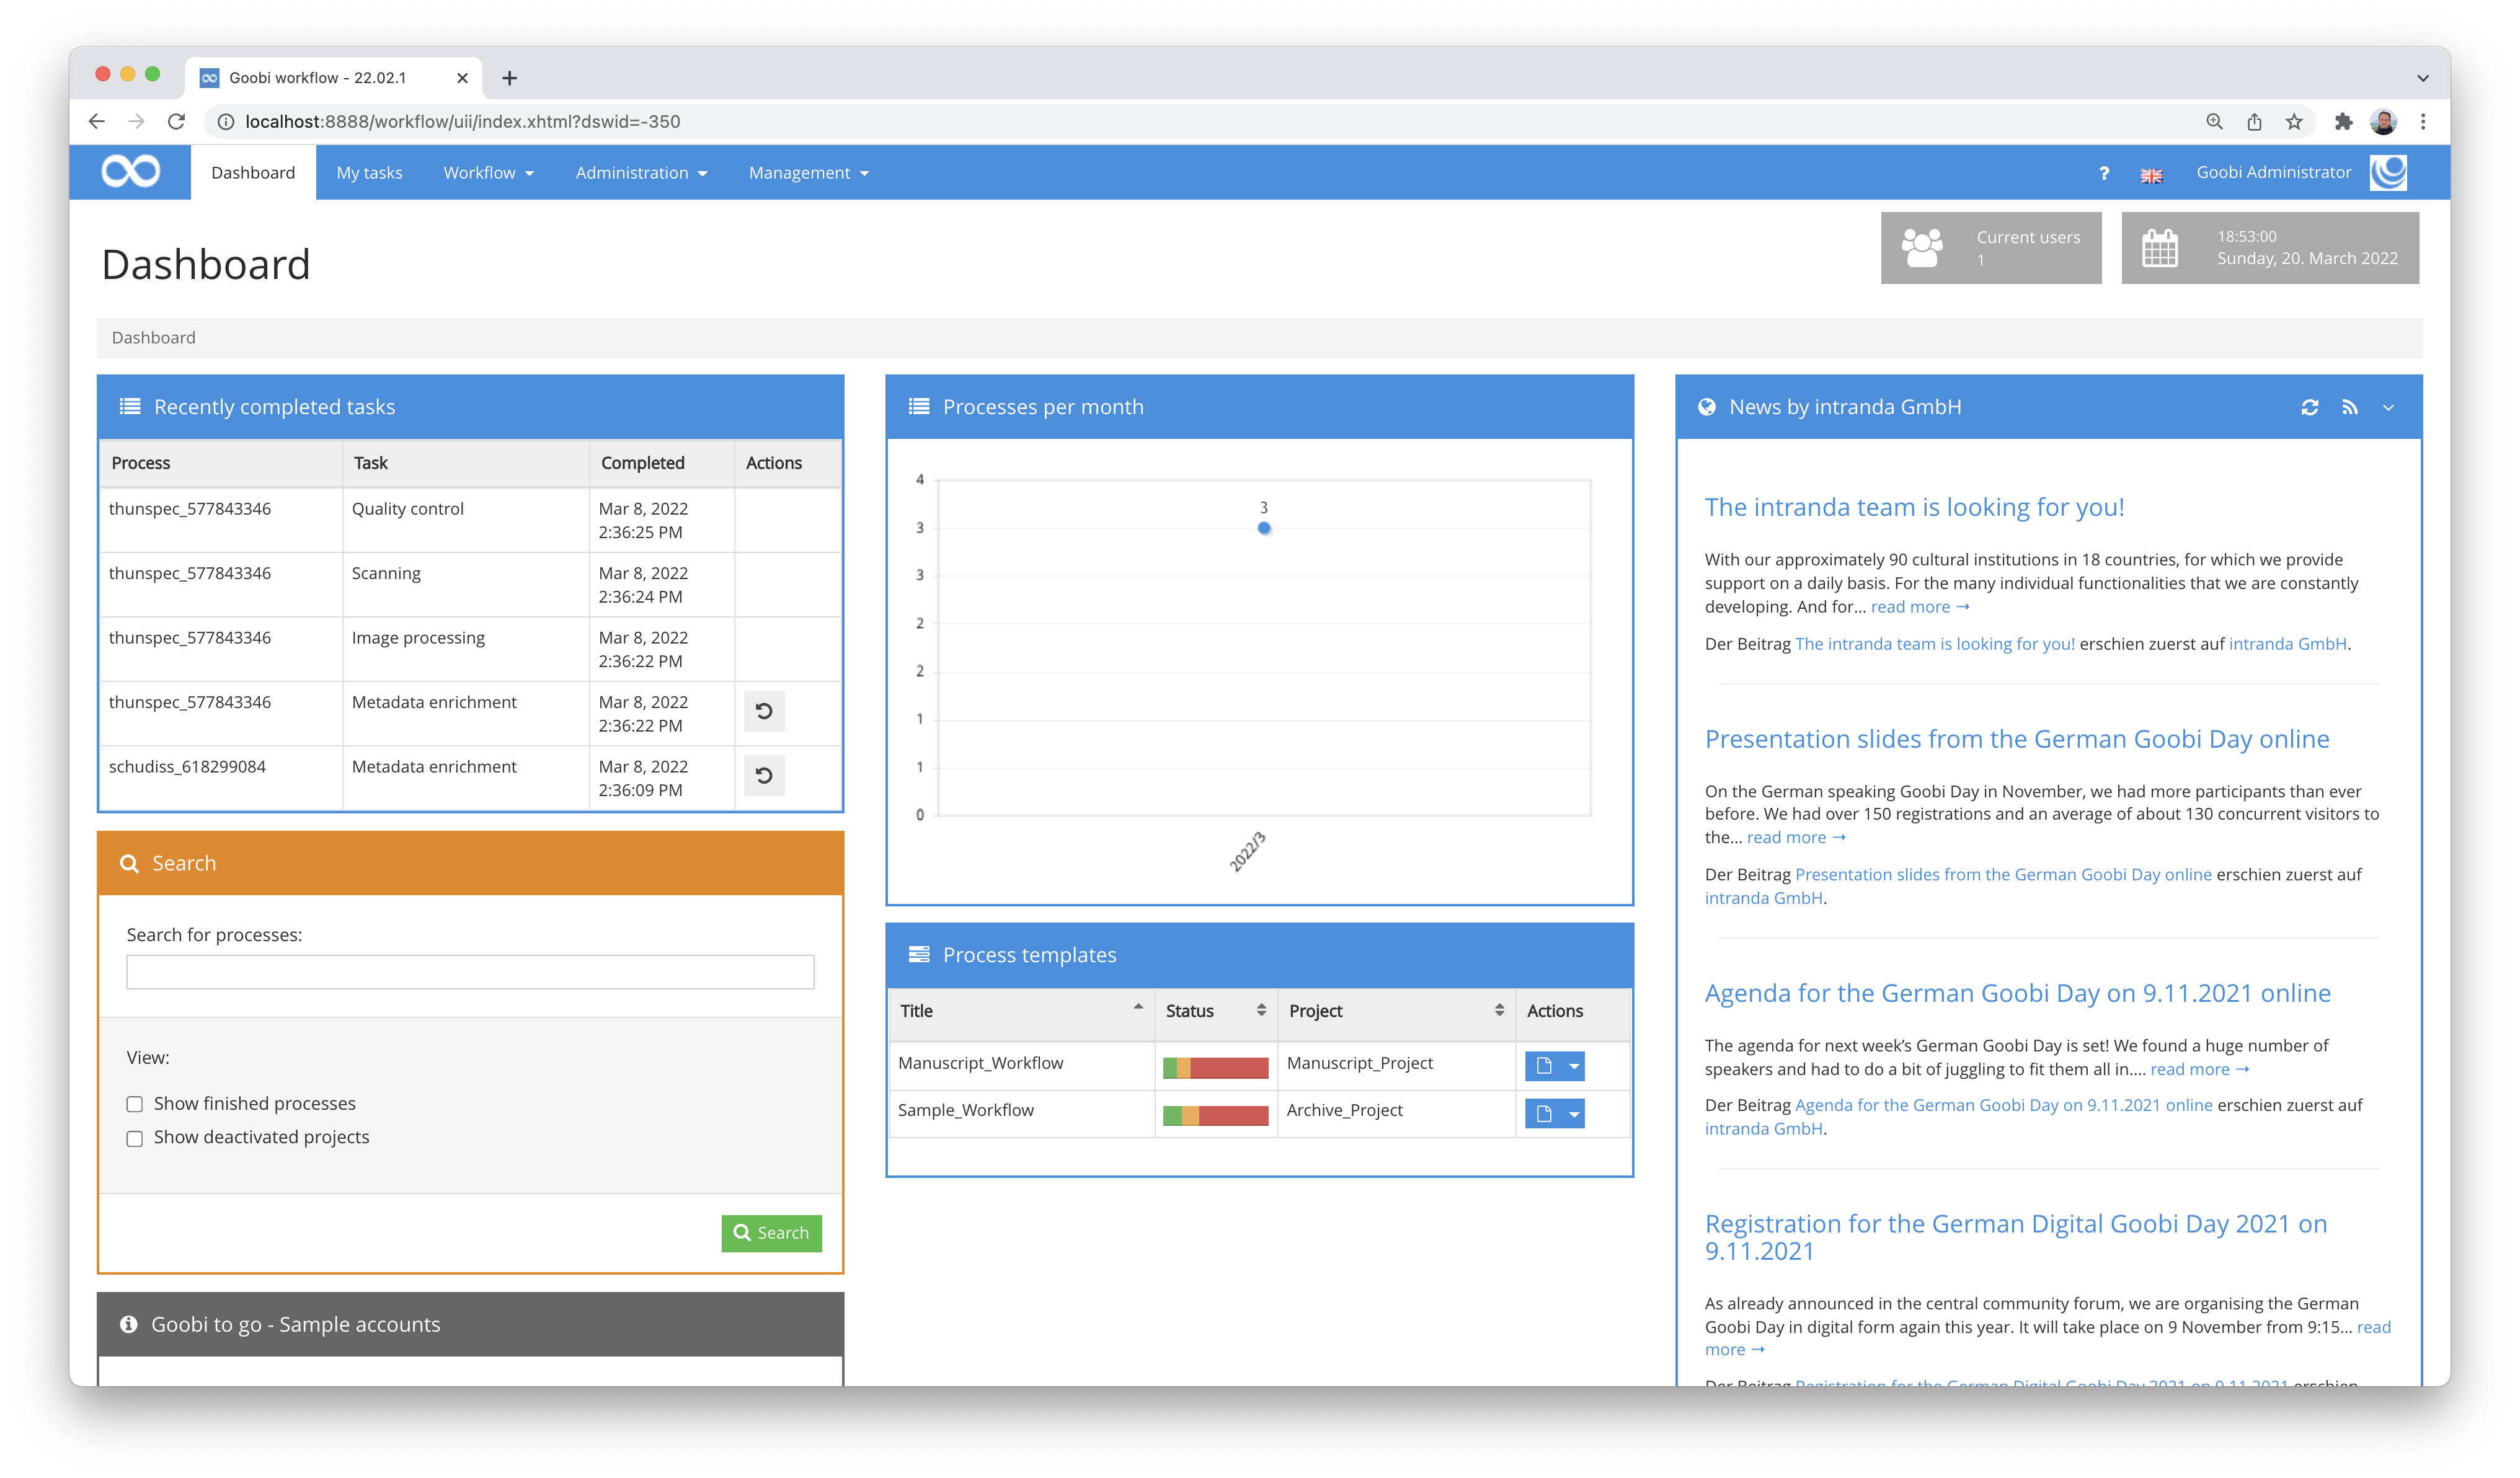 Goobi workflow - 22.02.1
localhost:8888/workflow/uii/index.xhtml?dswid=-350
Dashboard
My tasks
Workflow
Administration
Management
?
Goobi Administrator
Dashboard
Current users
1
18:53:00
Sunday, 20. March 2022
Dashboard
Recently completed tasks
Process Task Completed Actions
thunspec_577843346 Quality control Mar 8, 2022
2:36:25 PM
thunspec_577843346 Scanning Mar 8, 2022
2:36:24 PM
thunspec_577843346 Image processing Mar 8, 2022
2:36:22 PM
thunspec_577843346 Metadata enrichment Mar 8, 2022
2:36:22 PM
schudiss_618299084 Metadata enrichment Mar 8, 2022
2:36:09 PM
Search
Search for processes:
View:
Show finished processes
Show deactivated projects
Search
Goobi to go - Sample accounts
Processes per month
4
3
3
2
2
1
1
0
3
2022/3
Process templates
Title Status Project Actions
Manuscript_Workflow Manuscript_Project
Sample_Workflow Archive_Project
News by intranda GmbH
The intranda team is looking for you!
With our approximately 90 cultural institutions in 18 countries, for which we provide
support on a daily basis. For the many individual functionalities that we are constantly
developing. And for... read more →
Der Beitrag The intranda team is looking for you! erschien zuerst auf intranda GmbH.
Presentation slides from the German Goobi Day online
On the German speaking Goobi Day in November, we had more participants than ever
before. We had over 150 registrations and an average of about 130 concurrent visitors to
the... read more →
Der Beitrag Presentation slides from the German Goobi Day online erschien zuerst auf
intranda GmbH.
Agenda for the German Goobi Day on 9.11.2021 online
The agenda for next week’s German Goobi Day is set! We found a huge number of
speakers and had to do a bit of juggling to fit them all in.... read more →
Der Beitrag Agenda for the German Goobi Day on 9.11.2021 online erschien zuerst auf
intranda GmbH.
Registration for the German Digital Goobi Day 2021 on
9.11.2021
As already announced in the central community forum, we are organising the German
Goobi Day in digital form again this year. It will take place on 9 November from 9:15... read
more →
Der Beitrag Registration for the German Digital Goobi Day 2021 on 9.11.2021 erschien